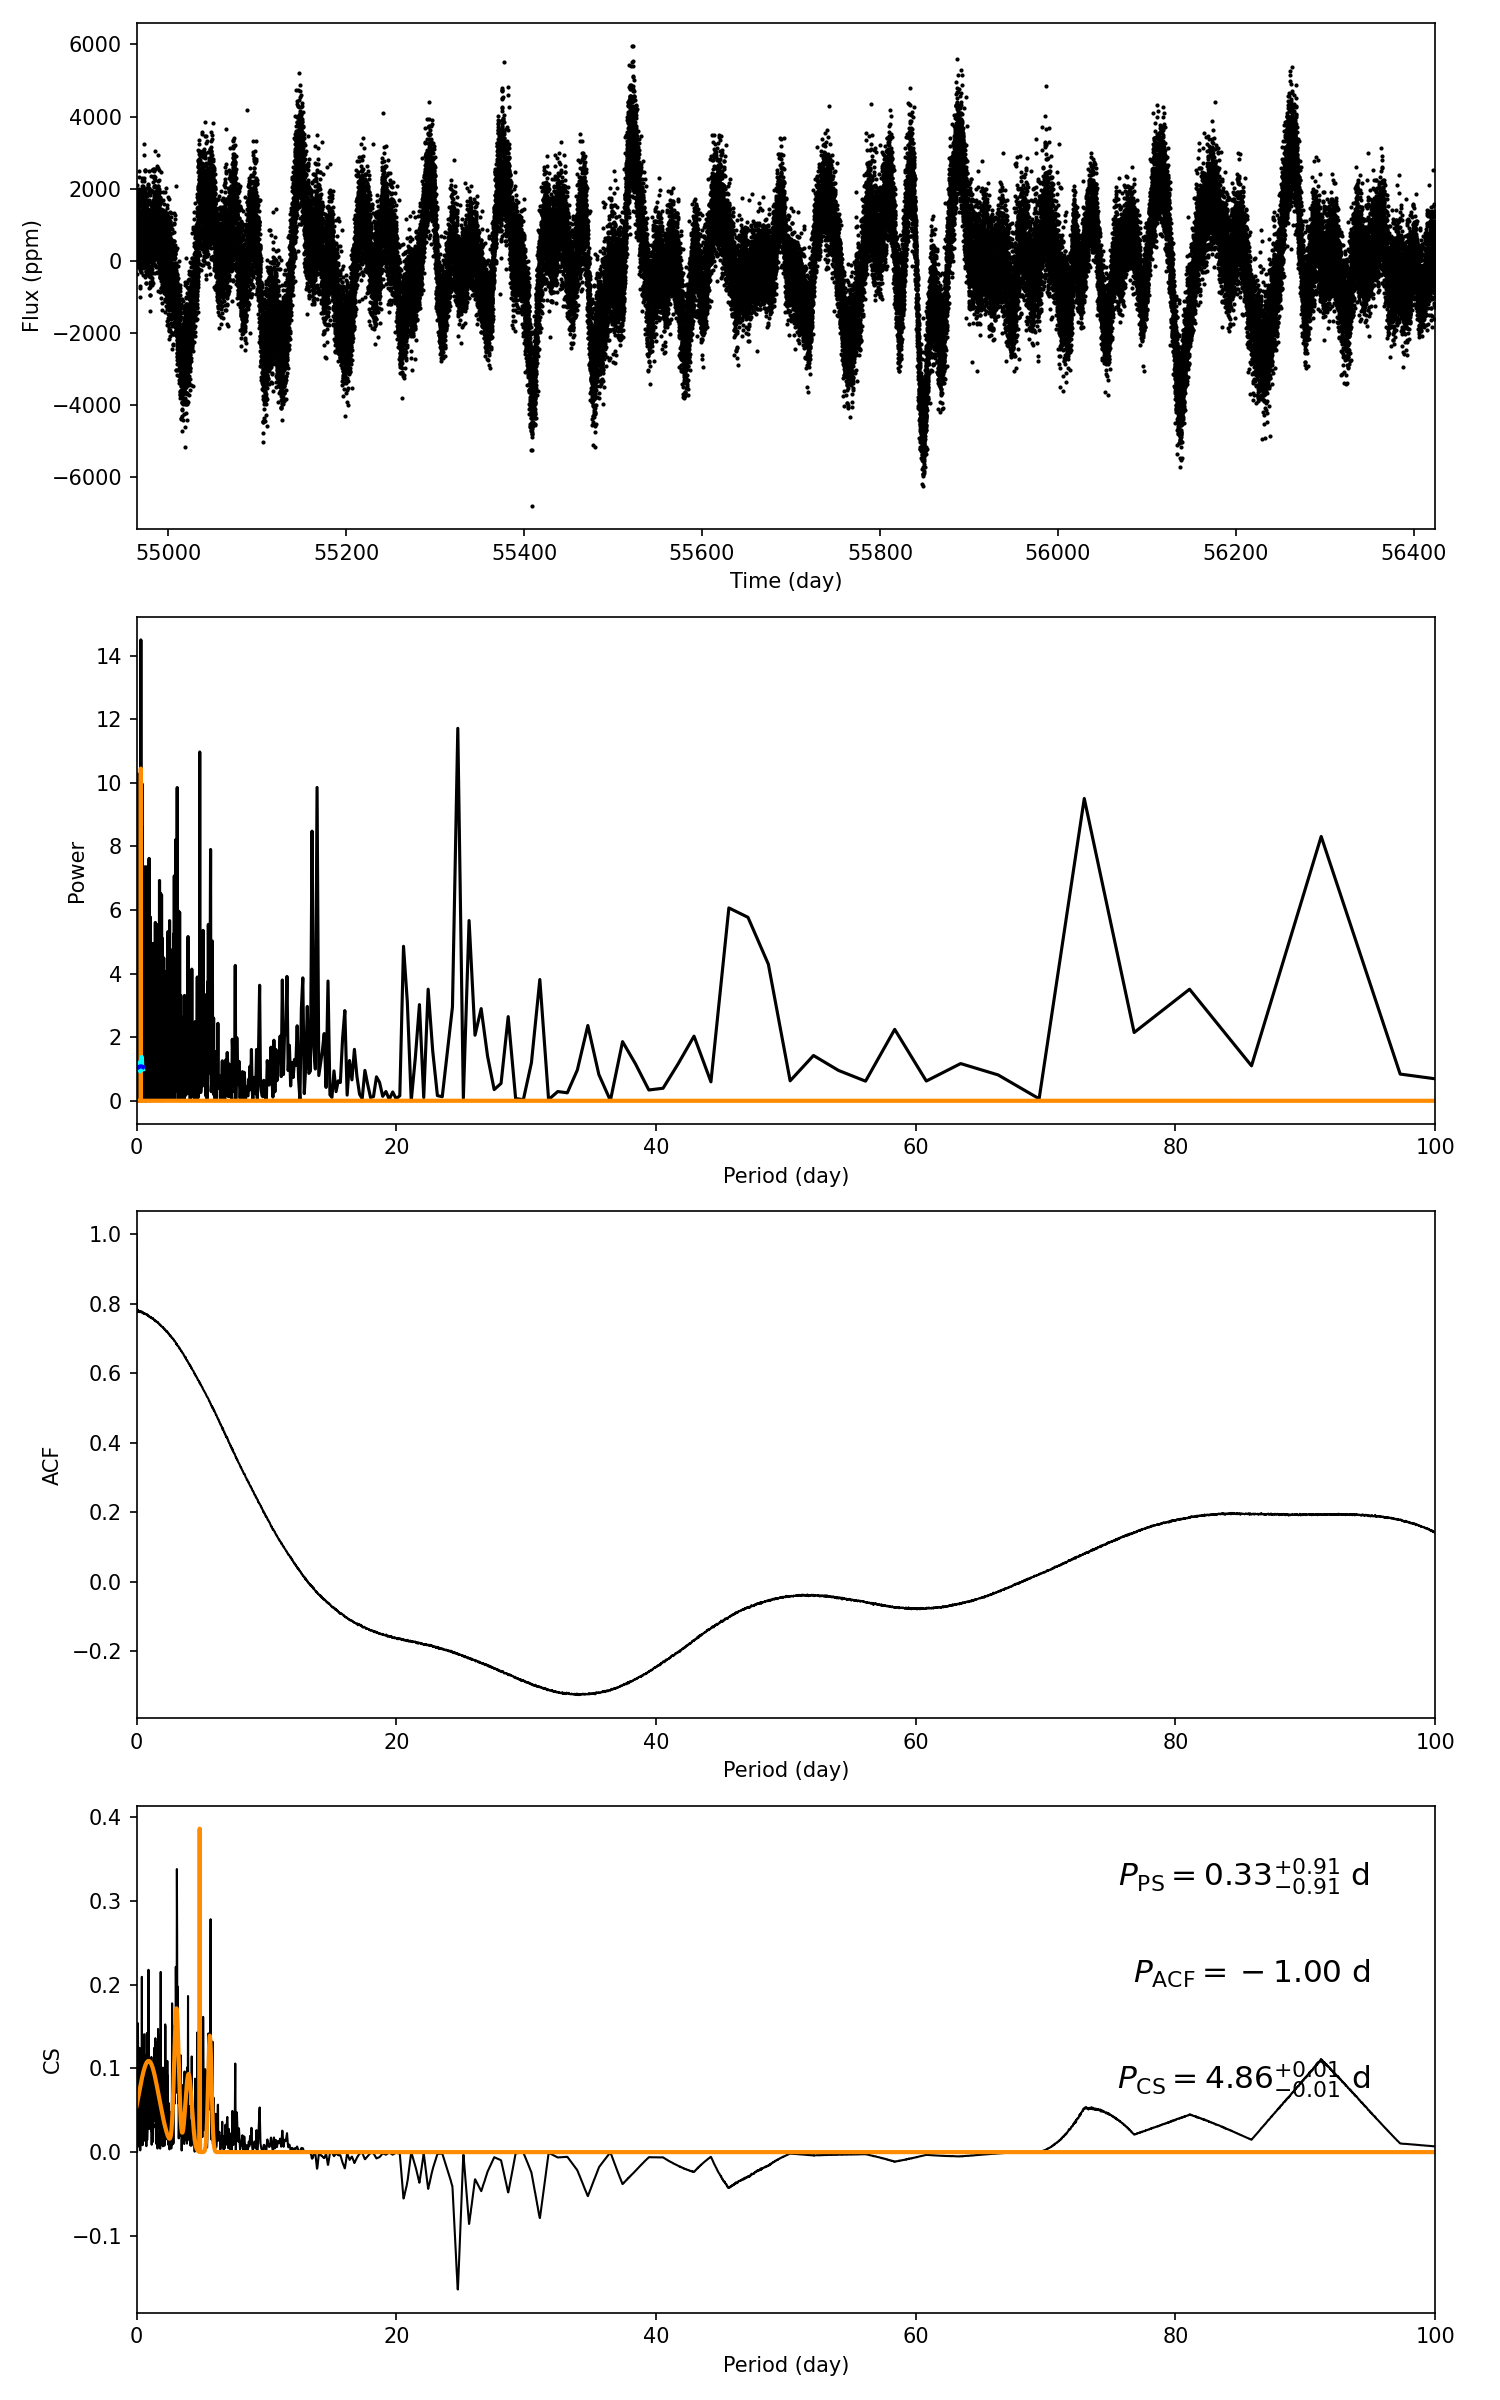 6000
4000
2000
0
−2000
−4000
−6000
Flux (ppm)
55000 55200 55400 55600 55800 56000 56200 56400
Time (day)
14
12
10
8
6
4
2
0
Power
0 20 40 60 80 100
Period (day)
1.0
0.8
0.6
0.4
0.2
0.0
−0.2
ACF
0 20 40 60 80 100
Period (day)
0.4
0.3
0.2
0.1
0.0
−0.1
CS
P_PS = 0.33 +0.91 −0.91 d
P_ACF = −1.00 d
P_CS = 4.86 +0.01 −0.01 d
0 20 40 60 80 100
Period (day)